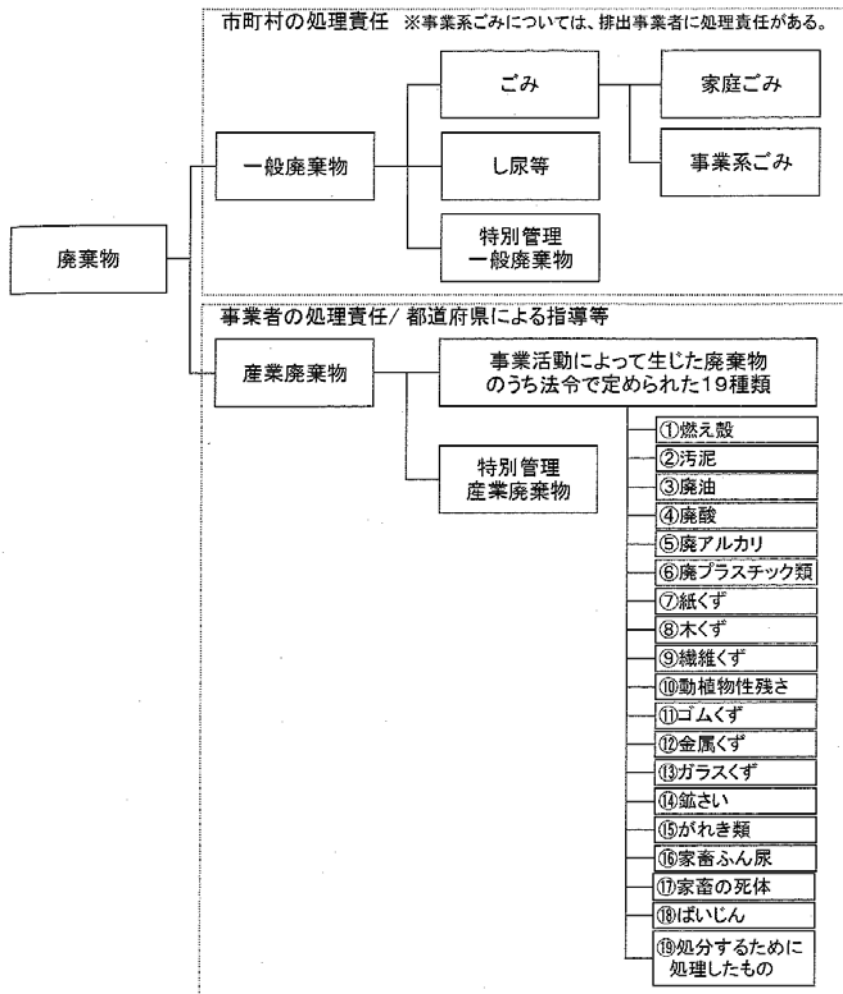 市町村の処理責任 ※事業系ごみについては、排出事業者に処理責任がある。
ごみ
家庭ごみ
事業系ごみ
一般廃棄物
し尿等
特別管理
一般廃棄物
廃棄物
事業者の処理責任/ 都道府県による指導等
産業廃棄物
事業活動によって生じた廃棄物
のうち法令で定められた19種類
特別管理
産業廃棄物
①燃え殻
②汚泥
③廃油
④廃酸
⑤廃アルカリ
⑥廃プラスチック類
⑦紙くず
⑧木くず
⑨繊維くず
⑩動植物性残さ
⑪ゴムくず
⑫金属くず
⑬ガラスくず
⑭鉱さい
⑮がれき類
⑯家畜ふん尿
⑰家畜の死体
⑱ばいじん
⑲処分するために
処理したもの